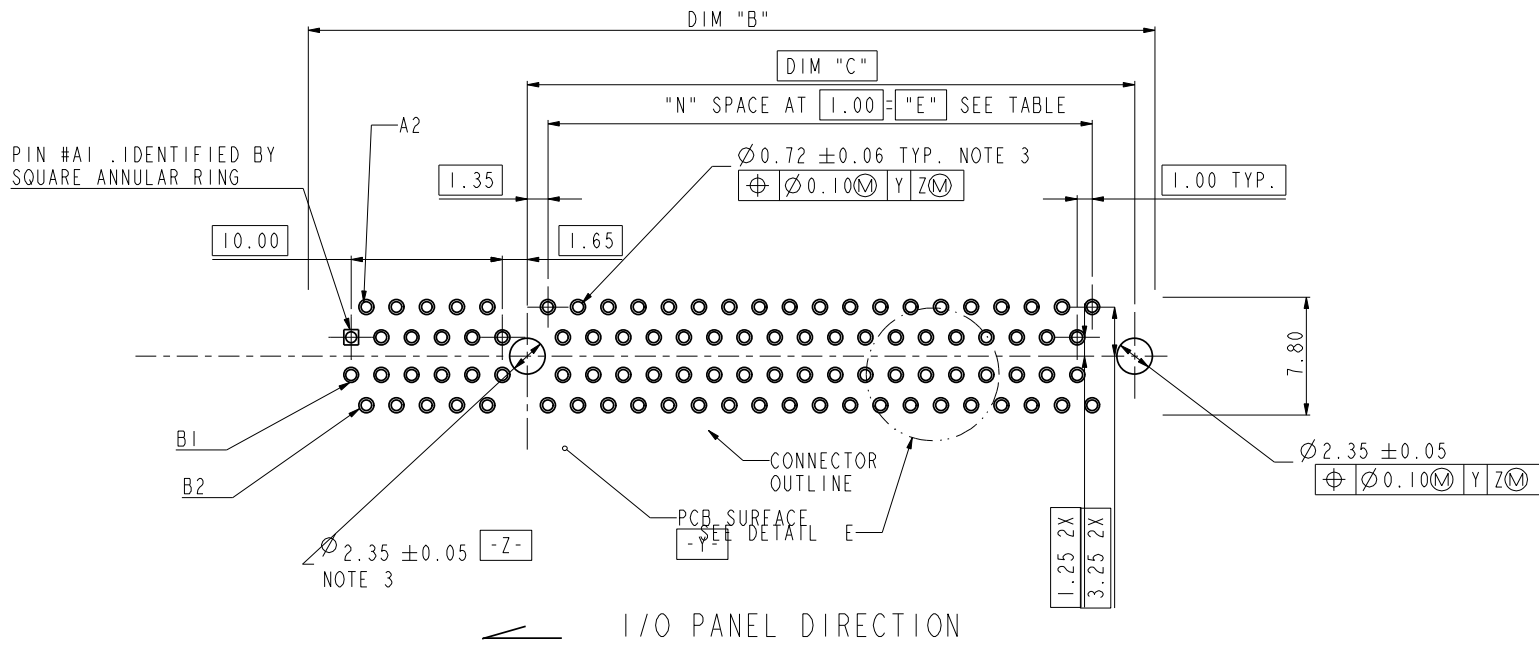 DIM "B"
DIM "C"
"N" SPACE AT 1.00 = "E" SEE TABLE
A2
PIN #A1 .IDENTIFIED BY
SQUARE ANNULAR RING
Ø0.72 ±0.06 TYP. NOTE 3
⌖ Ø0.10Ⓜ Y ZⓂ
1.35
1.00 TYP.
10.00
1.65
7.80
B1
B2
CONNECTOR
OUTLINE
Ø2.35 ±0.05
⌖ Ø0.10Ⓜ Y ZⓂ
PCB SURFACE
-Y-
SEE DETAIL E
Ø2.35 ±0.05 -Z-
NOTE 3
1.25 2X
3.25 2X
I/O PANEL DIRECTION